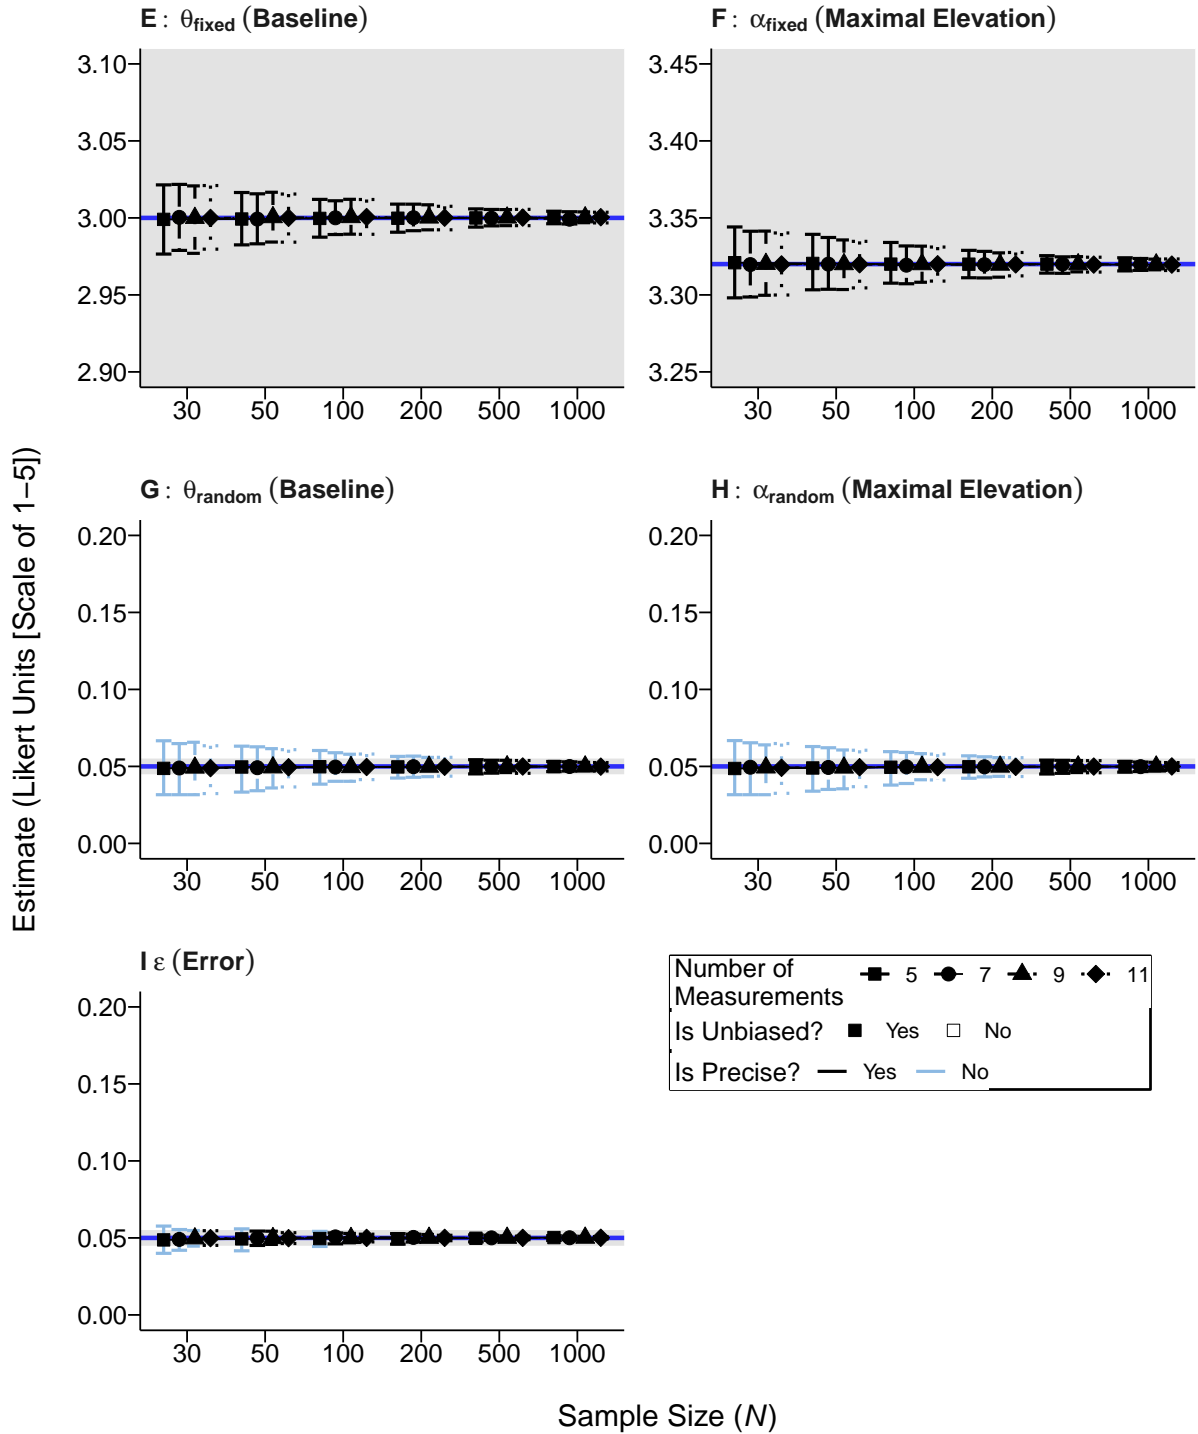 E : θfixed (Baseline)
3.10
3.05
3.00
2.95
2.90
30 50 100 200 500 1000
F : αfixed (Maximal Elevation)
3.45
3.40
3.35
3.30
3.25
30 50 100 200 500 1000
Estimate (Likert Units [Scale of 1−5])
G : θrandom (Baseline)
0.20
0.15
0.10
0.05
0.00
30 50 100 200 500 1000
H : αrandom (Maximal Elevation)
0.20
0.15
0.10
0.05
0.00
30 50 100 200 500 1000
I ε (Error)
0.20
0.15
0.10
0.05
0.00
30 50 100 200 500 1000
Number of
Measurements 5 7 9 11
Is Unbiased? Yes No
Is Precise? Yes No
Sample Size (N)